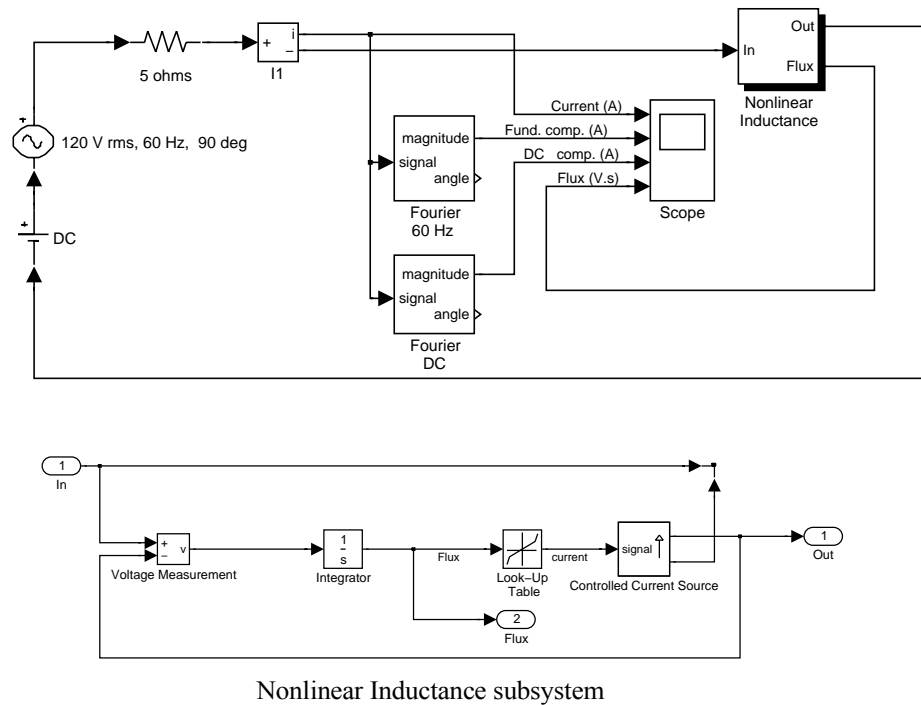 Out
i
+
−
In
Flux
5 ohms
I1
Nonlinear
Inductance
Current (A)
+
120 V rms, 60 Hz, 90 deg
magnitude
Fund. comp. (A)
signal
DC comp. (A)
angle
Flux (V.s)
Fourier
60 Hz
Scope
+
DC
magnitude
signal
angle
Fourier
DC
1
In
+
−
v
Voltage Measurement
1
s
Integrator
Flux
Look−Up
Table
current
signal
Controlled Current Source
1
Out
2
Flux
Nonlinear Inductance subsystem